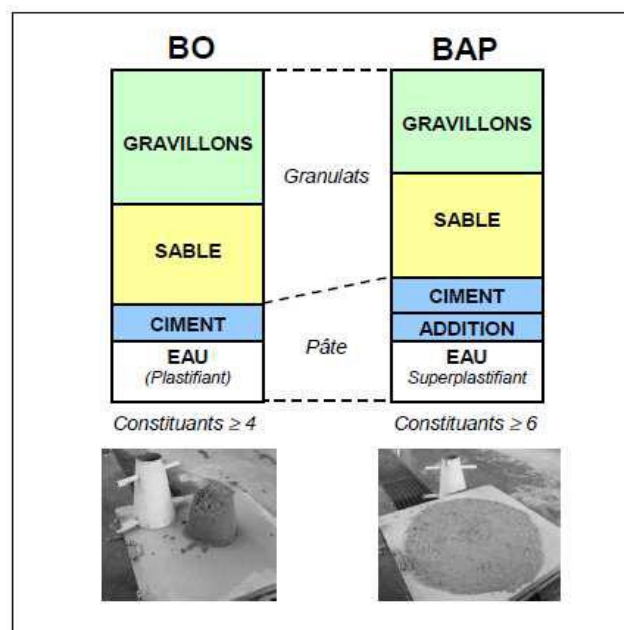 BO
BAP
GRAVILLONS
SABLE
CIMENT
EAU
(Plastifiant)
Granulats
Pâte
GRAVILLONS
SABLE
CIMENT
ADDITION
EAU
Superplastifiant
Constituants ≥ 4
Constituants ≥ 6